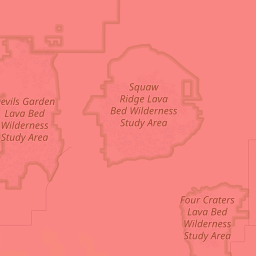 Squaw
Ridge Lava
Bed Wilderness
Study Area
evils Garden
Lava Bed
Wilderness
Study Area
Four Craters
Lava Bed
Wilderness
Study Area